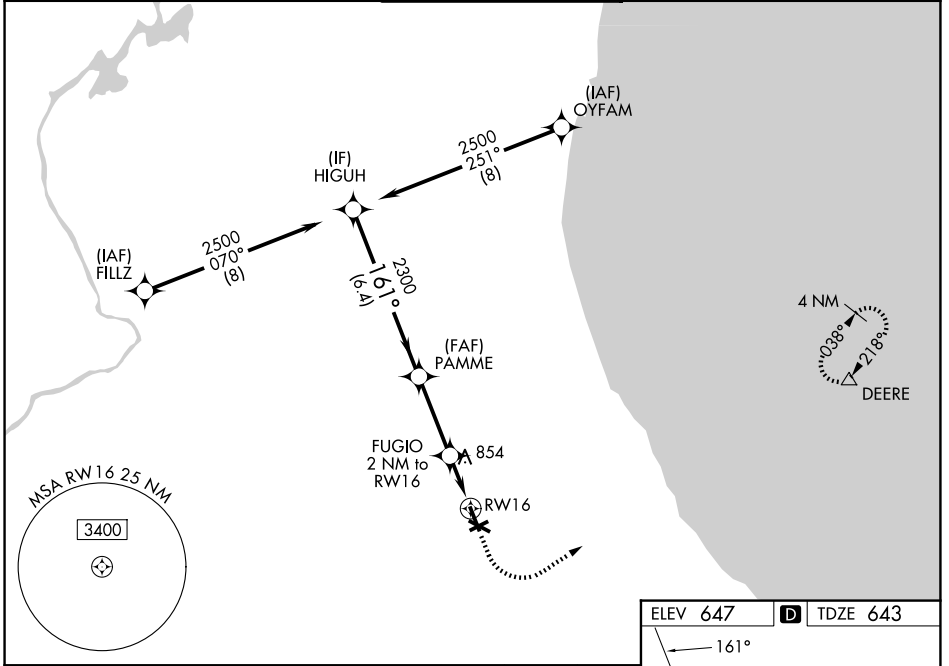 (IAF)
OYFAM
2500
251°
(8)
(IF)
HIGUH
2500
070°
(8)
(IAF)
FILLZ
2300
161°
(6.4)
4 NM
038°
218°
DEERE
(FAF)
PAMME
FUGIO
2 NM to
RW16
854
RW16
MSA RW16 25 NM
3400
ELEV 647 D TDZE 643
161°